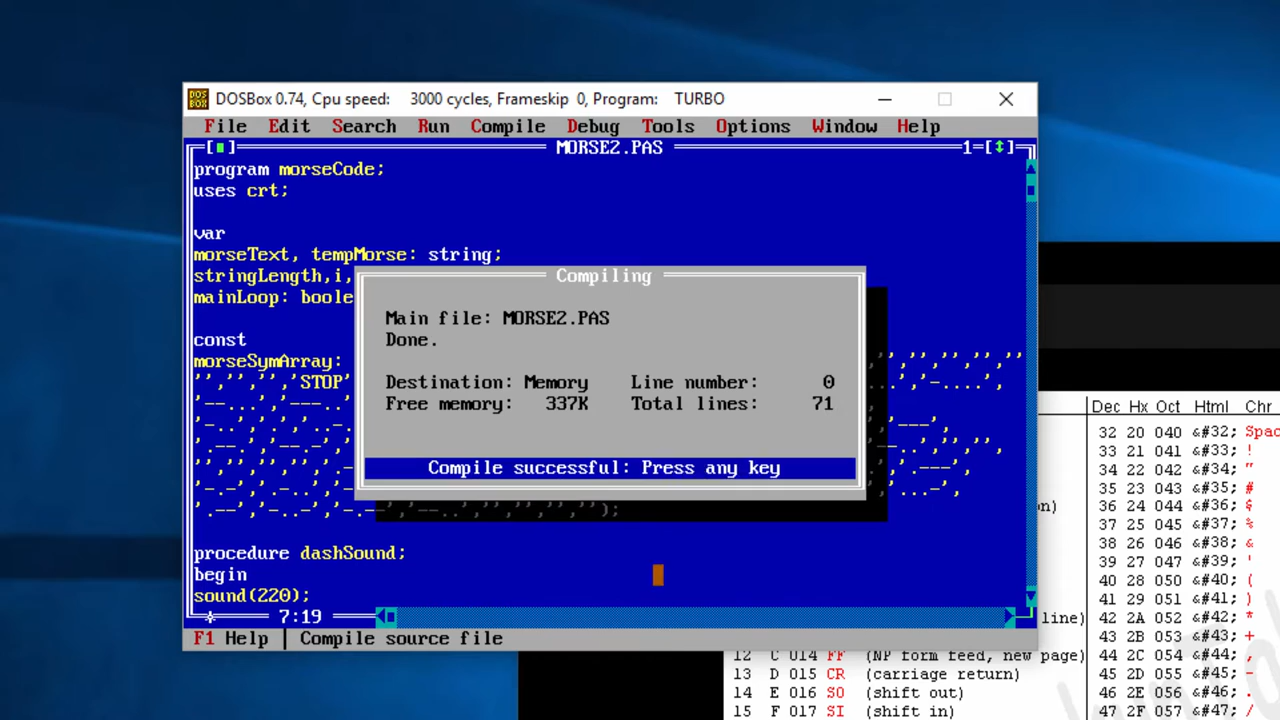 DOSBox 0.74, Cpu speed: 3000 cycles, Frameskip 0, Program: TURBO
File Edit Search Run Compile Debug Tools Options Window Help
MORSE2.PAS 1=[↕]
program morseCode;
uses crt;
var
morseText, tempMorse: string;
stringLength,i,
mainLoop: boole
const
morseSymArray:
'','','','STOP'
Compiling
Main file: MORSE2.PAS
Done.
Destination: Memory Line number: 0
Free memory: 337K Total lines: 71
Compile successful: Press any key
procedure dashSound;
begin
sound(220);
7:19
F1 Help | Compile source file
Dec Hx Oct Html Chr
32 20 040 &#32; Spac
33 21 041 &#33; !
34 22 042 &#34; "
35 23 043 &#35; #
36 24 044 &#36; $
37 25 045 &#37; %
38 26 046 &#38; &
39 27 047 &#39; '
40 28 050 &#40; (
41 29 051 &#41; )
42 2A 052 &#42; *
43 2B 053 &#43; +
44 2C 054 &#44; ,
45 2D 055 &#45; -
46 2E 056 &#46; .
47 2F 057 &#47; /
on)
line)
12 C 014 FF (NP form feed, new page)
13 D 015 CR (carriage return)
14 E 016 SO (shift out)
15 F 017 SI (shift in)